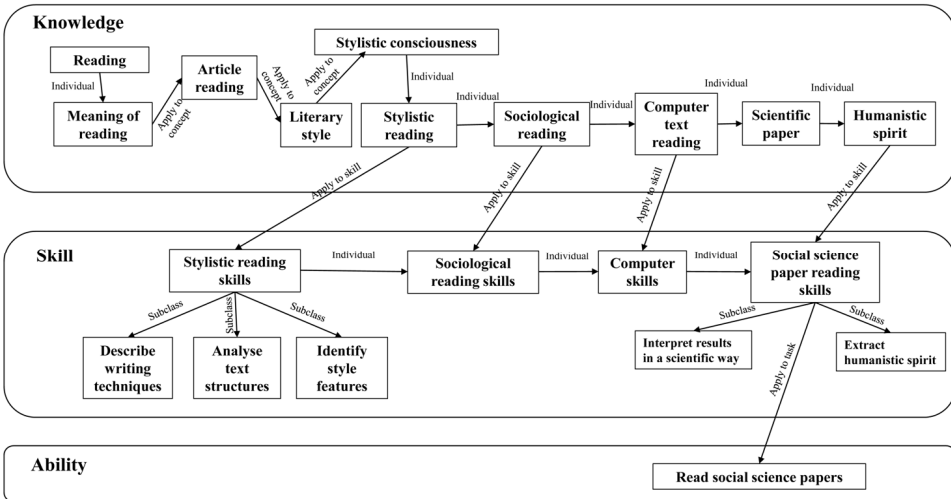 Knowledge
Reading
Individual
Meaning of
reading
Apply to
concept
Article
reading
Apply to
concept
Literary
style
Apply to
concept
Stylistic consciousness
Individual
Stylistic
reading
Individual
Sociological
reading
Individual
Computer
text
reading
Individual
Scientific
paper
Individual
Humanistic
spirit
Apply to skill
Apply to skill
Apply to skill
Apply to skill
Skill
Stylistic reading
skills
Individual
Sociological
reading skills
Individual
Computer
skills
Individual
Social science
paper reading
skills
Subclass
Subclass
Subclass
Describe
writing
techniques
Analyse
text
structures
Identify
style
features
Subclass
Subclass
Interpret results
in a scientific way
Extract
humanistic spirit
Apply to task
Ability
Read social science papers